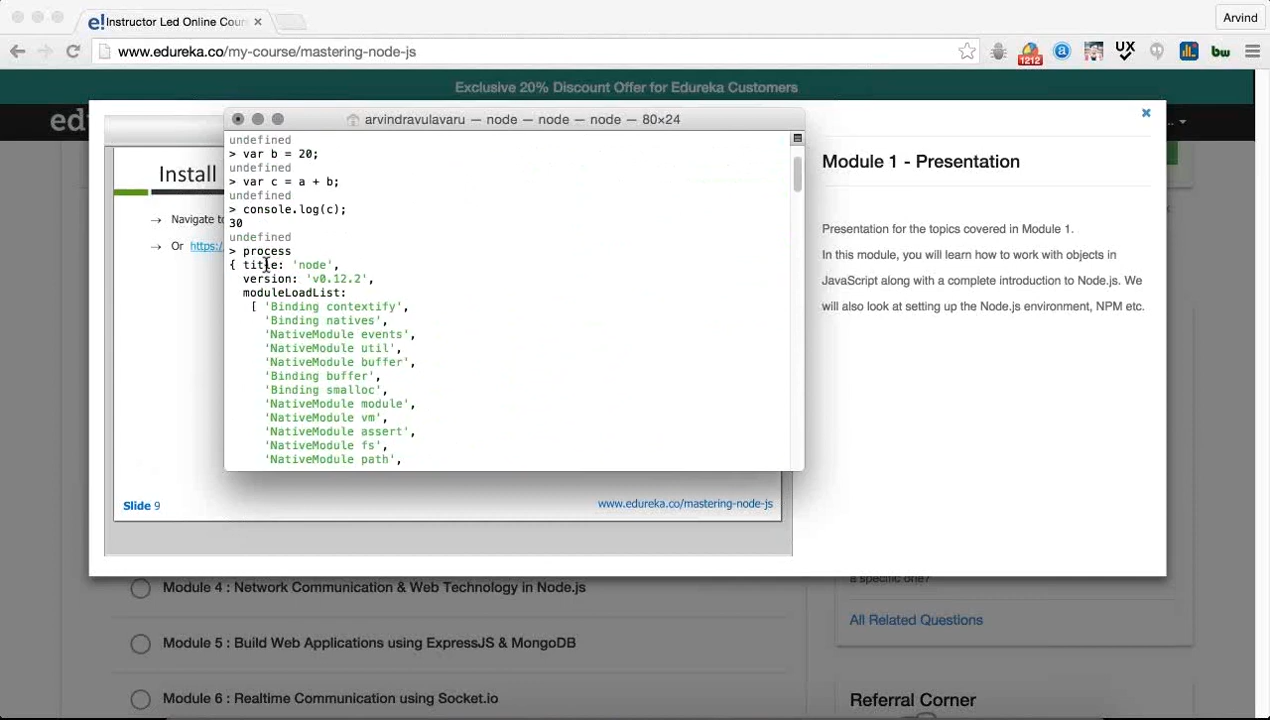 e! Instructor Led Online Cour
Arvind
www.edureka.co/my-course/mastering-node-js
1212
UX
bw
Exclusive 20% Discount Offer for Edureka Customers
ed
arvindravulavaru — node — node — node — 80×24
undefined
> var b = 20;
undefined
> var c = a + b;
undefined
> console.log(c);
30
undefined
> process
{ title: 'node',
version: 'v0.12.2',
moduleLoadList:
[ 'Binding contextify',
'Binding natives',
'NativeModule events',
'NativeModule util',
'NativeModule buffer',
'Binding buffer',
'Binding smalloc',
'NativeModule module',
'NativeModule vm',
'NativeModule assert',
'NativeModule fs',
'NativeModule path',
Install
→ Navigate to
→ Or https:/
Slide 9
www.edureka.co/mastering-node-js
Module 1 - Presentation
Presentation for the topics covered in Module 1.
In this module, you will learn how to work with objects in
JavaScript along with a complete introduction to Node.js. We
will also look at setting up the Node.js environment, NPM etc.
Module 4 : Network Communication & Web Technology in Node.js
Module 5 : Build Web Applications using ExpressJS & MongoDB
Module 6 : Realtime Communication using Socket.io
a specific one?
All Related Questions
Referral Corner